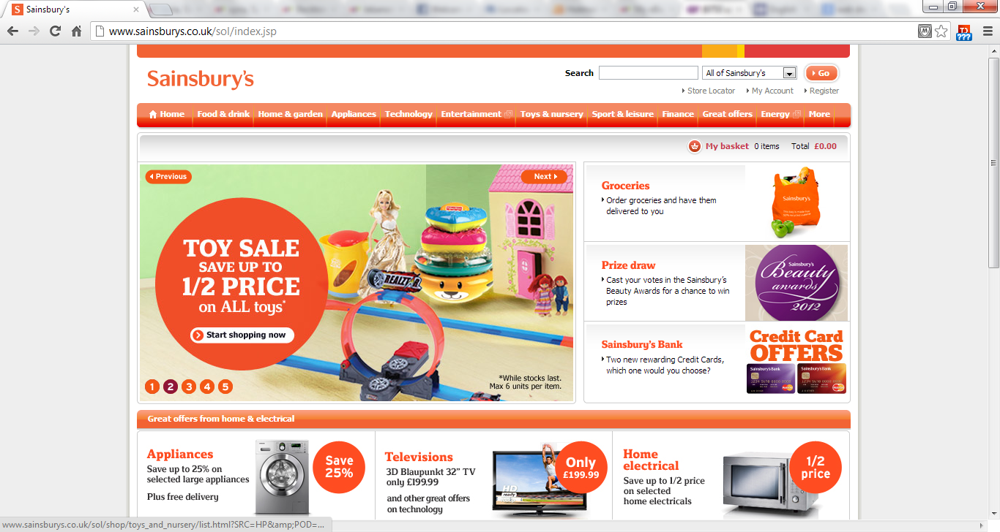 Sainsbury's
www.sainsburys.co.uk/sol/index.jsp
Sainsbury's
Search
All of Sainsbury's
Go
Store Locator
My Account
Register
Home
Food & drink
Home & garden
Appliances
Technology
Entertainment
Toys & nursery
Sport & leisure
Finance
Great offers
Energy
More
My basket 0 items Total £0.00
Previous
Next
TOY SALE
SAVE UP TO
1/2 PRICE
on ALL toys*
Start shopping now
1 2 3 4 5
*While stocks last.
Max 6 units per item.
Groceries
Order groceries and have them
delivered to you
Sainsbury's
Prize draw
Cast your votes in the Sainsbury's
Beauty Awards for a chance to win
prizes
Sainsbury's
Beauty
awards
2012
Sainsbury's Bank
Two new rewarding Credit Cards,
which one would you choose?
Credit Card
OFFERS
Great offers from home & electrical
Appliances
Save up to 25% on
selected large appliances
Plus free delivery
Save
25%
Televisions
3D Blaupunkt 32” TV
only £199.99
and other great offers
on technology
HD
ready
Only
£199.99
Home
electrical
Save up to 1/2 price
on selected
home electricals
1/2
price
www.sainsburys.co.uk/sol/shop/toys_and_nursery/list.html?SRC=HP&amp;POD=...